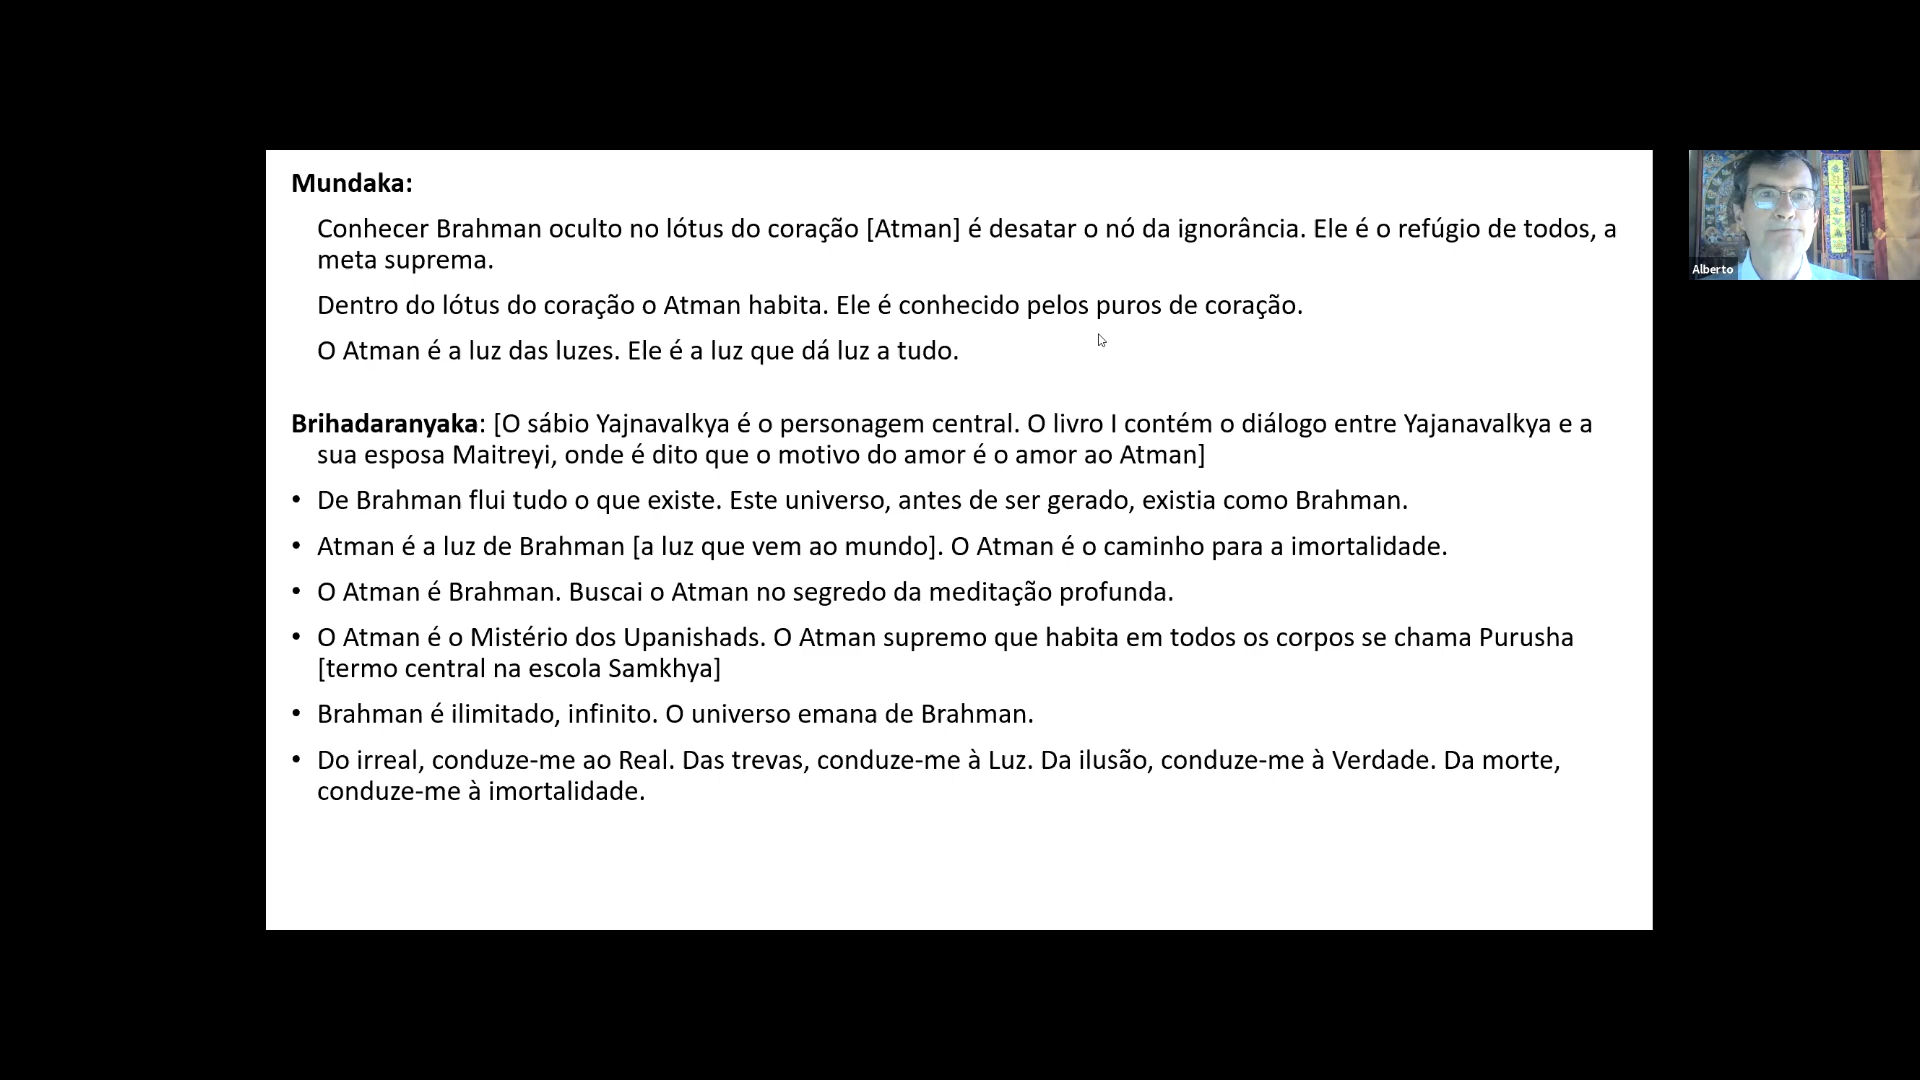 Mundaka:
Conhecer Brahman oculto no lótus do coração [Atman] é desatar o nó da ignorância. Ele é o refúgio de todos, a
meta suprema.
Dentro do lótus do coração o Atman habita. Ele é conhecido pelos puros de coração.
O Atman é a luz das luzes. Ele é a luz que dá luz a tudo.
Brihadaranyaka: [O sábio Yajnavalkya é o personagem central. O livro I contém o diálogo entre Yajanavalkya e a
sua esposa Maitreyi, onde é dito que o motivo do amor é o amor ao Atman]
• De Brahman flui tudo o que existe. Este universo, antes de ser gerado, existia como Brahman.
• Atman é a luz de Brahman [a luz que vem ao mundo]. O Atman é o caminho para a imortalidade.
• O Atman é Brahman. Buscai o Atman no segredo da meditação profunda.
• O Atman é o Mistério dos Upanishads. O Atman supremo que habita em todos os corpos se chama Purusha
[termo central na escola Samkhya]
• Brahman é ilimitado, infinito. O universo emana de Brahman.
• Do irreal, conduze-me ao Real. Das trevas, conduze-me à Luz. Da ilusão, conduze-me à Verdade. Da morte,
conduze-me à imortalidade.
Alberto